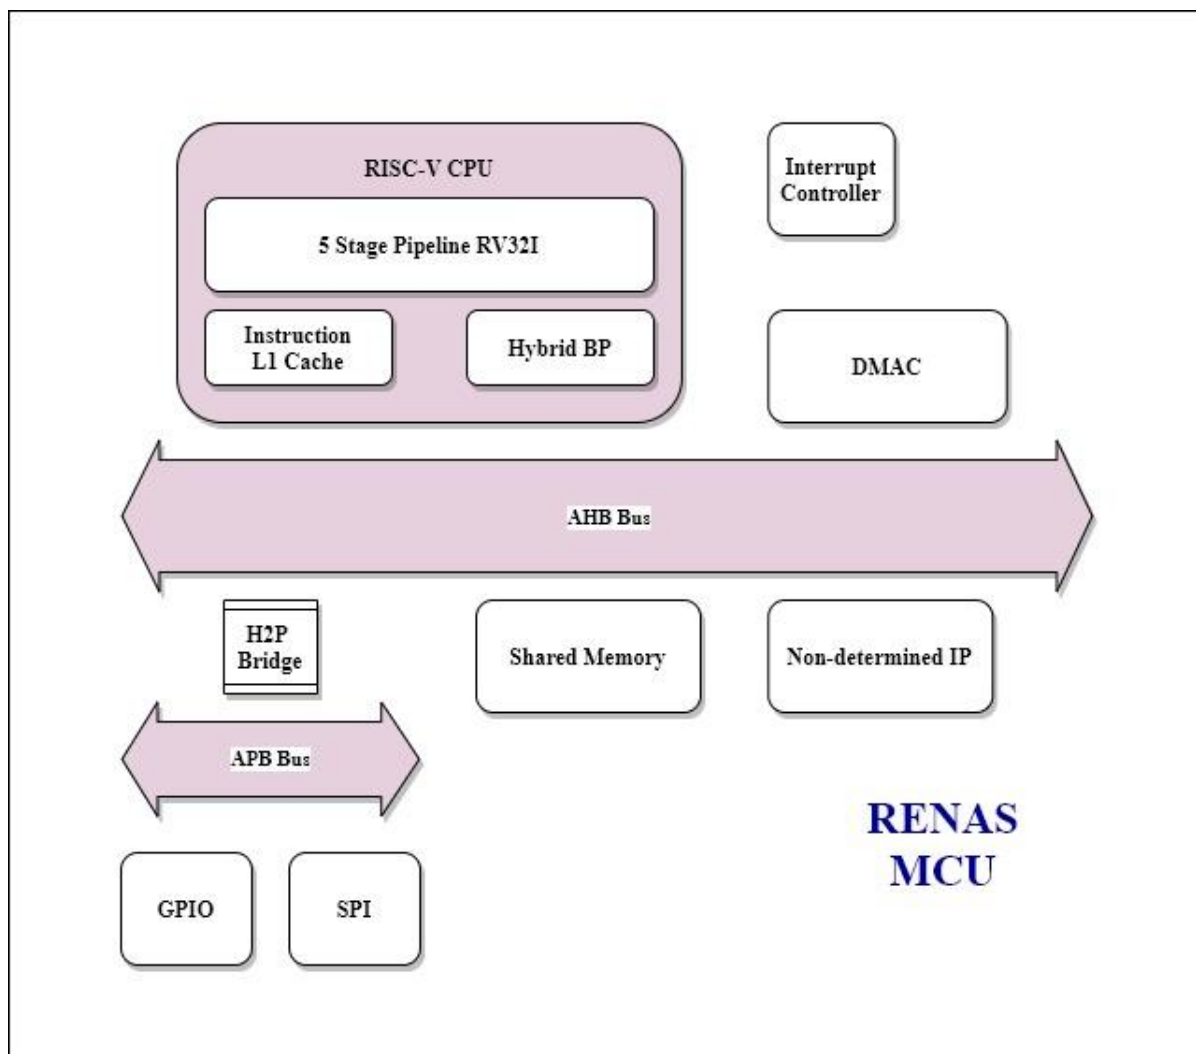 RISC-V CPU
5 Stage Pipeline RV32I
Instruction
L1 Cache
Hybrid BP
Interrupt
Controller
DMAC
AHB Bus
H2P
Bridge
Shared Memory
Non-determined IP
APB Bus
GPIO
SPI
RENAS
MCU